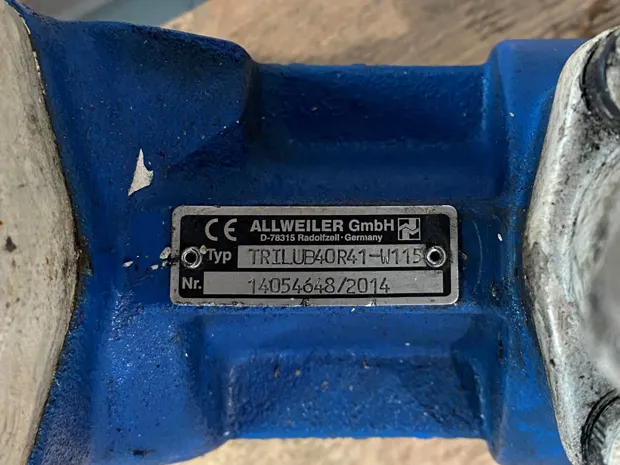 CE ALLWEILER GmbH
D-78315 Radolfzell·Germany
Typ TRILUB40R41-W115
Nr. 14054648/2014